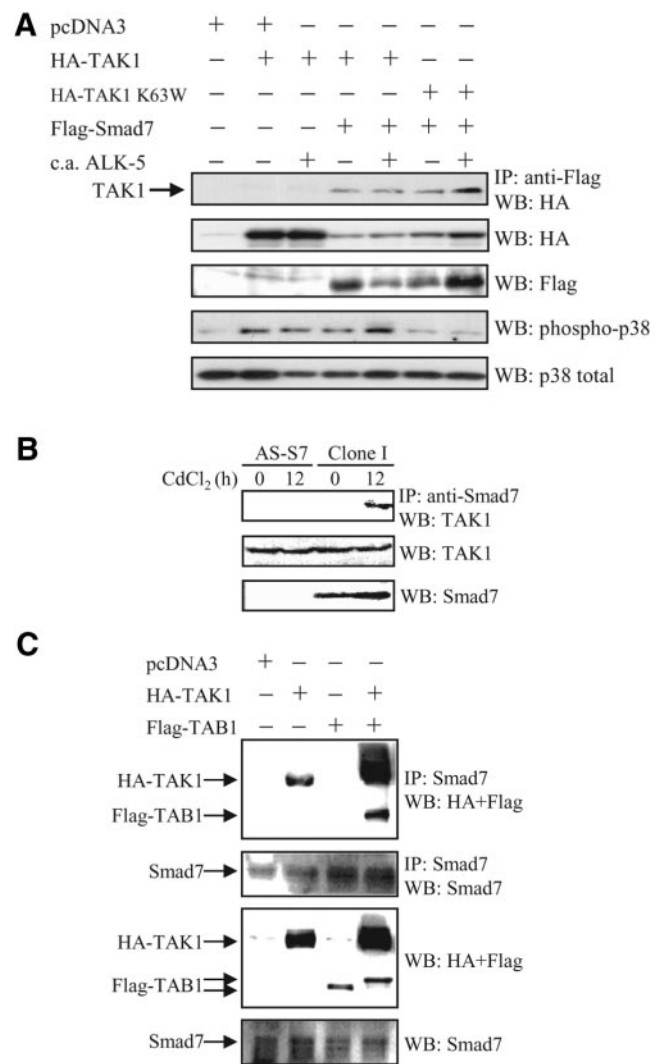 A
pcDNA3 + + − − − − −
HA-TAK1 − + + + + − −
HA-TAK1 K63W − − − − − + +
Flag-Smad7 − − − + + + +
c.a. ALK-5 − − + − + − +
TAK1
IP: anti-Flag
WB: HA
WB: HA
WB: Flag
WB: phospho-p38
WB: p38 total
B
AS-S7 Clone I
CdCl₂ (h) 0 12 0 12
IP: anti-Smad7
WB: TAK1
WB: TAK1
WB: Smad7
C
pcDNA3 + − − −
HA-TAK1 − + − +
Flag-TAB1 − − + +
HA-TAK1
Flag-TAB1
IP: Smad7
WB: HA+Flag
Smad7
IP: Smad7
WB: Smad7
HA-TAK1
Flag-TAB1
WB: HA+Flag
Smad7
WB: Smad7